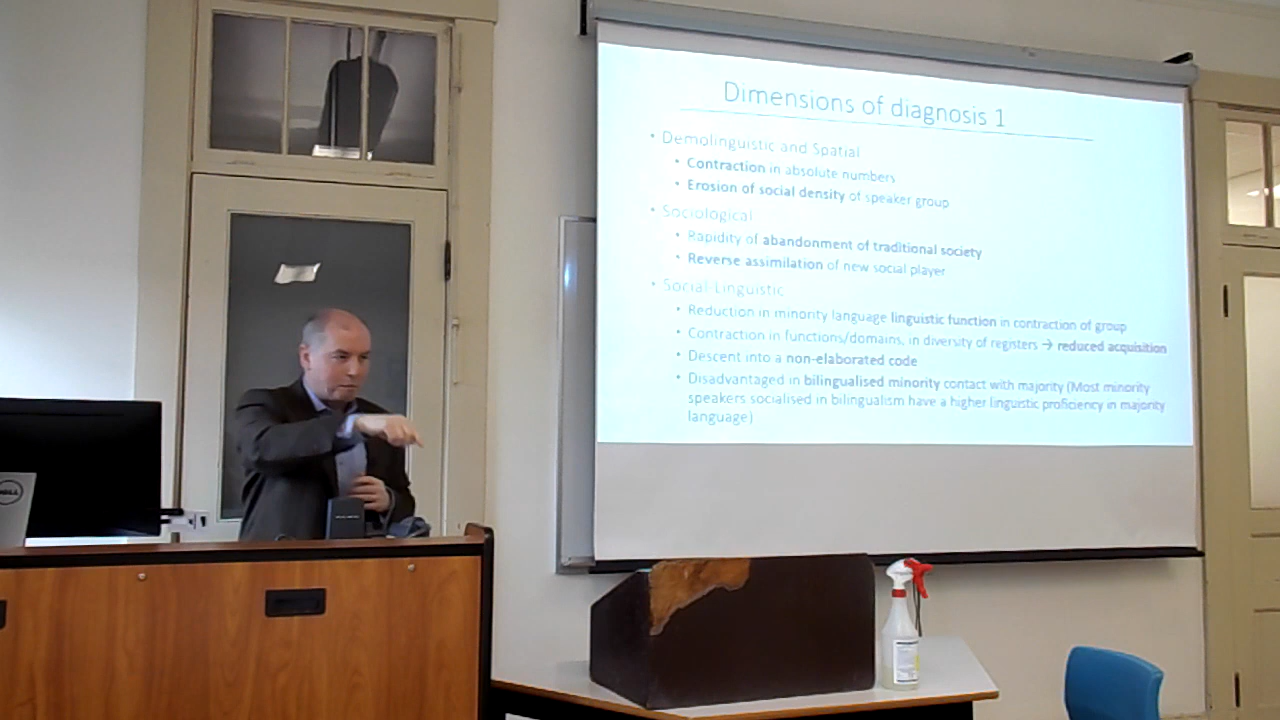 Dimensions of diagnosis 1
• Demolinguistic and Spatial
• Contraction in absolute numbers
• Erosion of social density of speaker group
• Sociological
• Rapidity of abandonment of traditional society
• Reverse assimilation of new social player
• Social Linguistic
• Reduction in minority language linguistic function in contraction of group
• Contraction in functions/domains, in diversity of registers → reduced acquisition
• Descent into a non-elaborated code
• Disadvantaged in bilingualised minority contact with majority (Most minority
speakers socialised in bilingualism have a higher linguistic proficiency in majority
language)
DELL